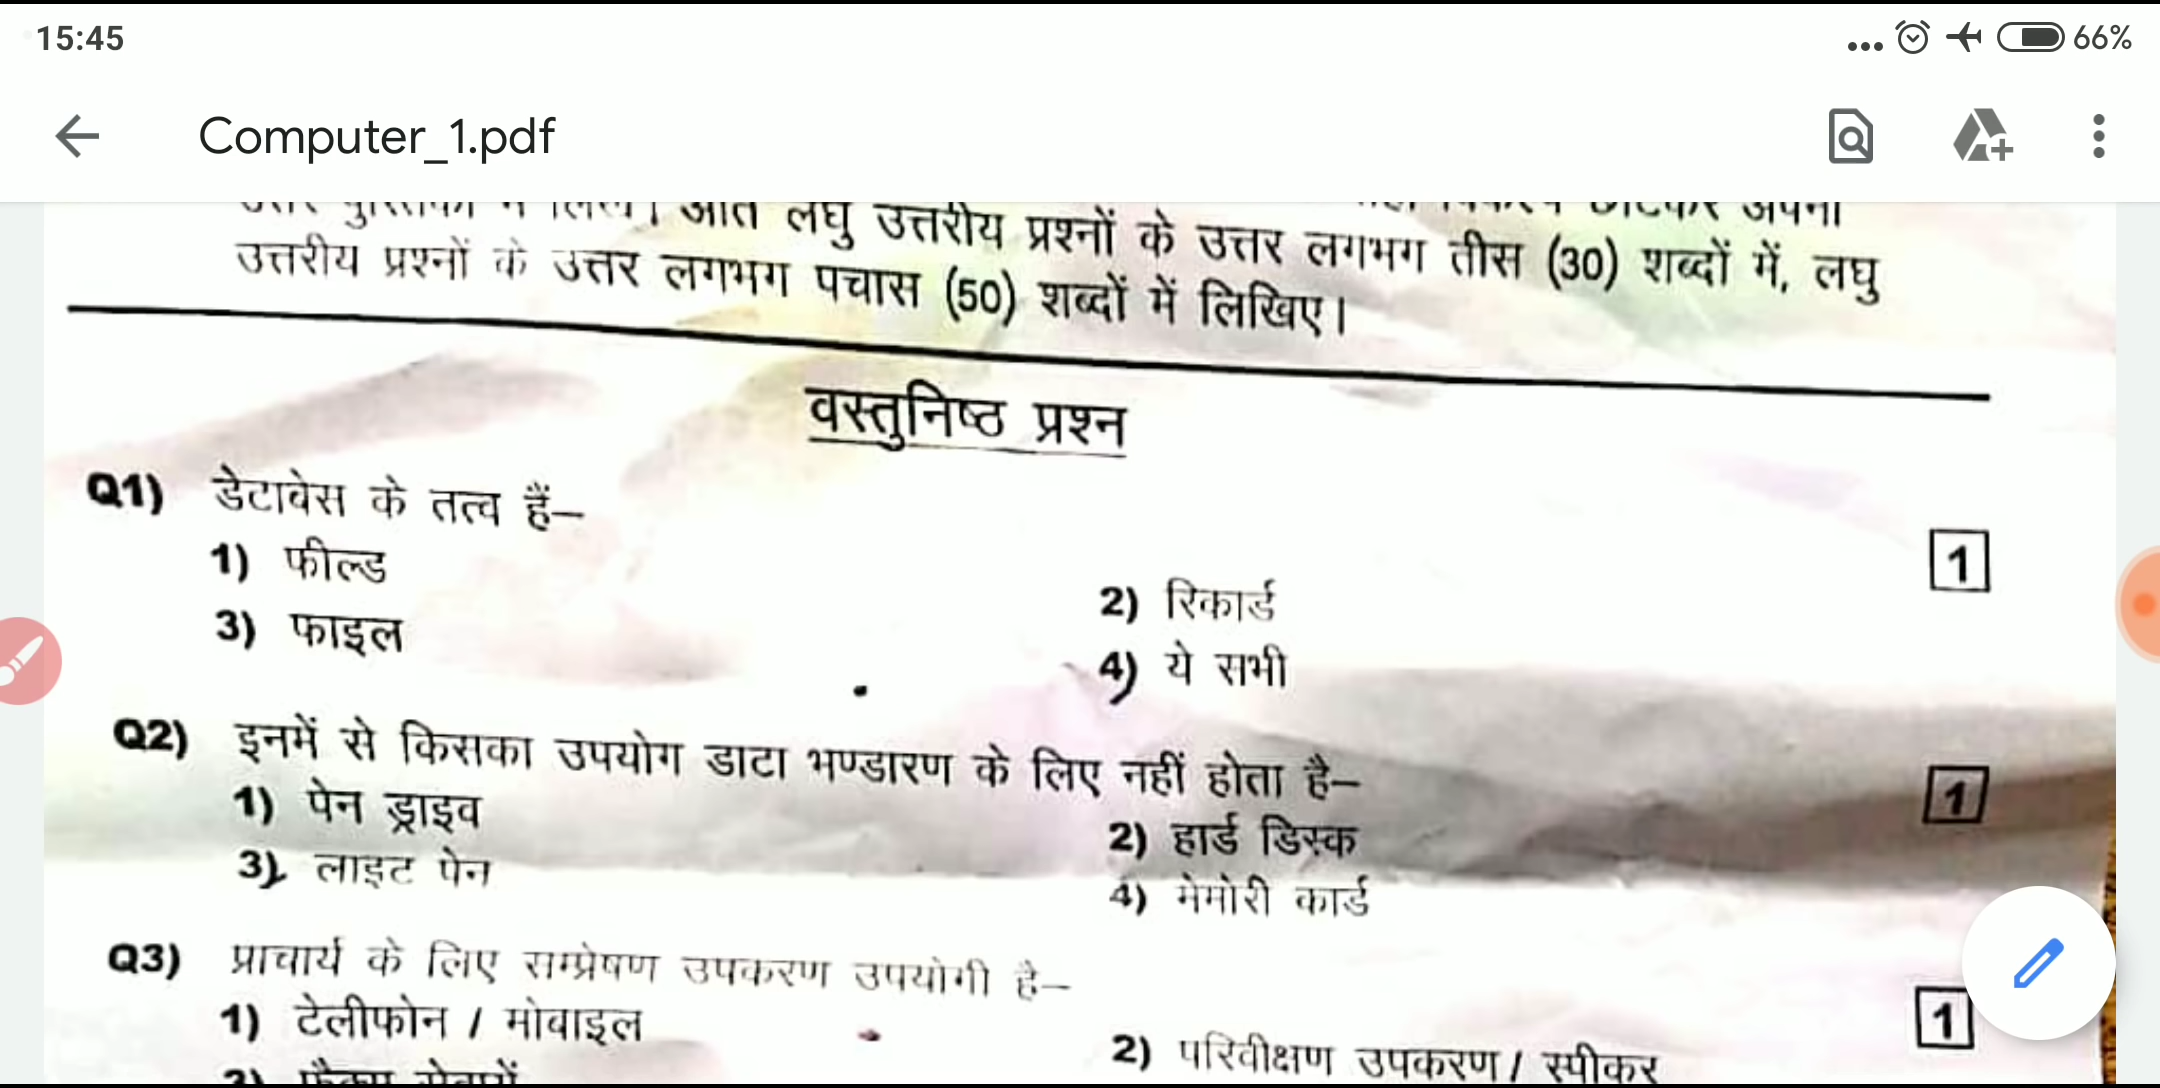 15:45
66%
Computer_1.pdf
लघु उत्तरीय प्रश्नों के उत्तर लगभग तीस (30) शब्दों में, लघु
उत्तरीय प्रश्नों के उत्तर लगभग पचास (50) शब्दों में लिखिए।
वस्तुनिष्ठ प्रश्न
Q1) डेटाबेस के तत्व हैं– 1
1) फील्ड
2) रिकार्ड
3) फाइल
4) ये सभी
Q2) इनमें से किसका उपयोग डाटा भण्डारण के लिए नहीं होता है– 1
1) पेन ड्राइव
2) हार्ड डिस्क
3) लाइट पेन
4) मेमोरी कार्ड
Q3) प्राचार्य के लिए सम्प्रेषण उपकरण उपयोगी है– 1
1) टेलीफोन / मोबाइल
2) परिवीक्षण उपकरण / स्पीकर